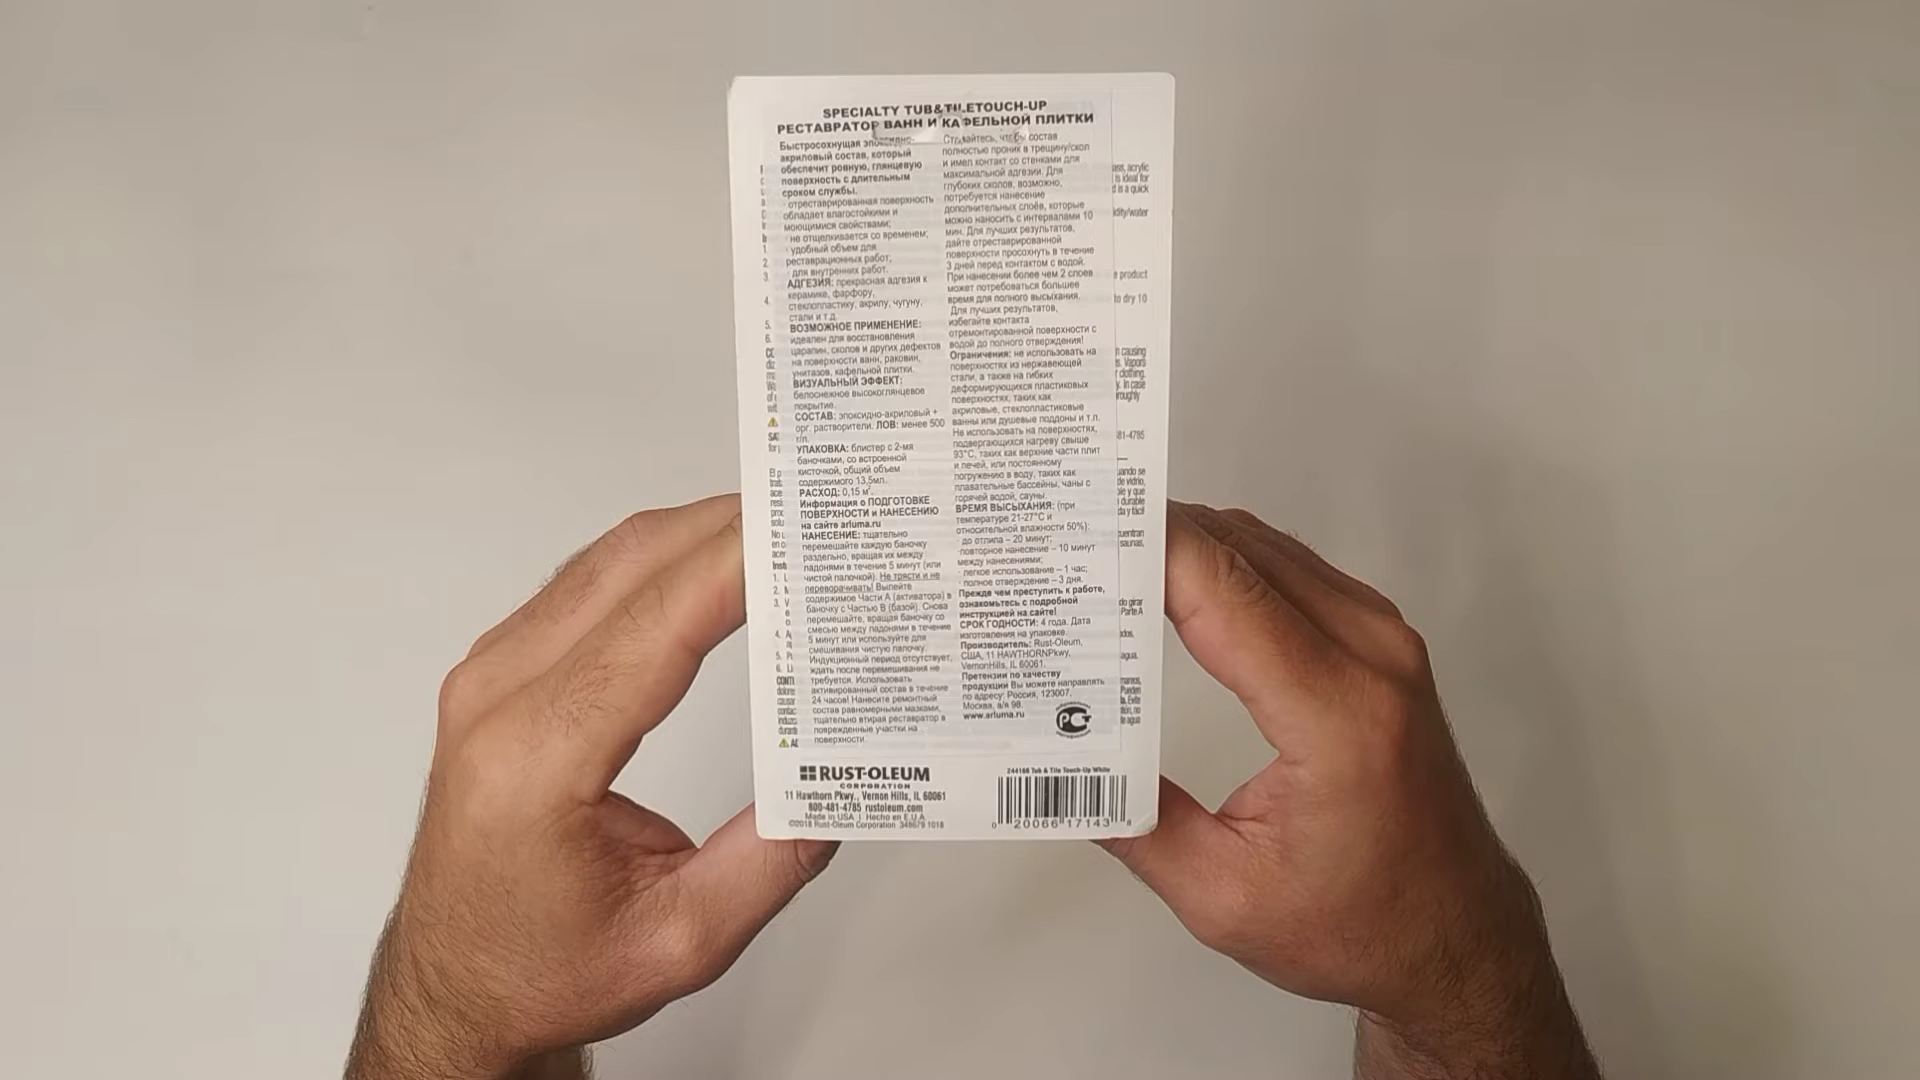 SPECIALTY TUB&TILETOUCH-UP
РЕСТАВРАТОР ВАНН И КАФЕЛЬНОЙ ПЛИТКИ
Быстросохнущая эпоксидно-
акриловый состав, который
обеспечит ровную, глянцевую
поверхность с длительным
сроком службы.
· отреставрированная поверхность
обладает влагостойкими и
моющимися свойствами;
· не отщелкивается со временем;
· удобный объем для
реставрационных работ;
· для внутренних работ.
АДГЕЗИЯ: прекрасная адгезия к
керамике, фарфору,
стеклопластику, акрилу, чугуну,
стали и т.д.
ВОЗМОЖНОЕ ПРИМЕНЕНИЕ:
идеален для восстановления
царапин, сколов и других дефектов
на поверхности ванн, раковин,
унитазов, кафельной плитки.
ВИЗУАЛЬНЫЙ ЭФФЕКТ:
белоснежное высокоглянцевое
покрытие.
СОСТАВ: эпоксидно-акриловый +
орг. растворители. ЛОВ: менее 500
г/л.
УПАКОВКА: блистер с 2-мя
баночками, со встроенной
кисточкой, общий объем
содержимого 13,5мл.
РАСХОД: 0,15 м².
Информация о ПОДГОТОВКЕ
ПОВЕРХНОСТИ и НАНЕСЕНИЮ
на сайте arluma.ru
НАНЕСЕНИЕ: тщательно
перемешайте каждую баночку
раздельно, вращая их между
ладонями в течение 5 минут (или
чистой палочкой). Не трясти и не
переворачивать! Вылейте
содержимое Части А (активатора) в
баночку с Частью В (базой). Снова
перемешайте, вращая баночку со
смесью между ладонями в течение
5 минут или используйте для
смешивания чистую палочку.
Индукционный период отсутствует,
ждать после перемешивания не
требуется. Использовать
активированный состав в течение
24 часов! Нанесите ремонтный
состав равномерными мазками,
тщательно втирая реставратор в
поврежденные участки на
поверхности.
Старайтесь, чтобы состав
полностью проник в трещину/скол
и имел контакт со стенками для
максимальной адгезии. Для
глубоких сколов, возможно,
потребуется нанесение
дополнительных слоёв, которые
можно наносить с интервалами 10
мин. Для лучших результатов,
дайте отреставрированной
поверхности просохнуть в течение
3 дней перед контактом с водой.
При нанесении более чем 2 слоев
может потребоваться большее
время для полного высыхания.
Для лучших результатов,
избегайте контакта
отремонтированной поверхности с
водой до полного отверждения!
Ограничения: не использовать на
поверхностях из нержавеющей
стали, а также на гибких
деформирующихся пластиковых
поверхностях, таких как
акриловые, стеклопластиковые
ванны или душевые поддоны и т.п.
Не использовать на поверхностях,
подвергающихся нагреву свыше
93°С, таких как верхние части плит
и печей, или постоянному
погружению в воду, таких как
плавательные бассейны, чаны с
горячей водой, сауны.
ВРЕМЯ ВЫСЫХАНИЯ: (при
температуре 21-27°С и
относительной влажности 50%):
· до отлипа – 20 минут;
·повторное нанесение – 10 минут
между нанесениями;
· легкое использование – 1 час;
· полное отверждение – 3 дня.
Прежде чем преступить к работе,
ознакомьтесь с подробной
инструкцией на сайте!
СРОК ГОДНОСТИ: 4 года. Дата
изготовления на упаковке.
Производитель: Rust-Oleum,
США, 11 HAWTHORNPkwy,
VernonHills, IL 60061.
Претензии по качеству
продукции Вы можете направлять
по адресу: Россия, 123007,
Москва, а/я 98.
www.arluma.ru
РСТ
RUST-OLEUM
CORPORATION
11 Hawthorn Pkwy., Vernon Hills, IL 60061
800-481-4785 rustoleum.com
Made in USA | Hecho en E.U.A.
©2018 Rust-Oleum Corporation 348679 1018
244166 Tub & Tile Touch-Up White
0 20066 17143 8